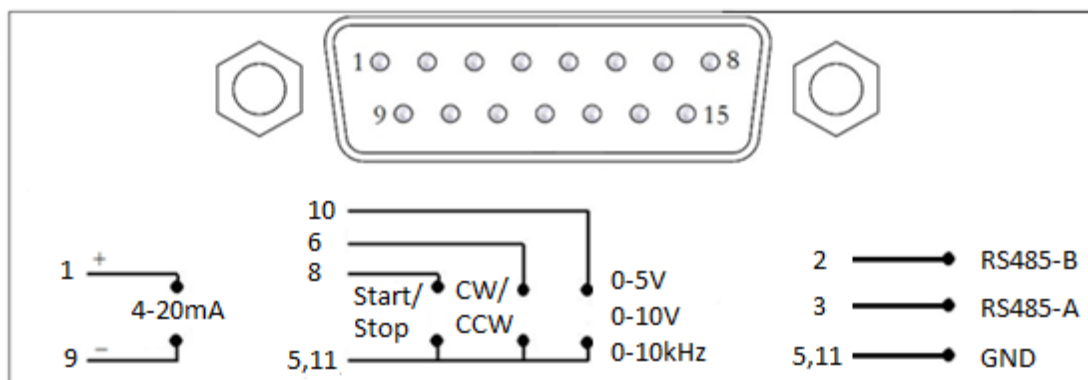 1 8
9 15
10
6
8
5,11
Start/
Stop
CW/
CCW
0-5V
0-10V
0-10kHz
1 +
4-20mA
9 −
2 RS485-B
3 RS485-A
5,11 GND